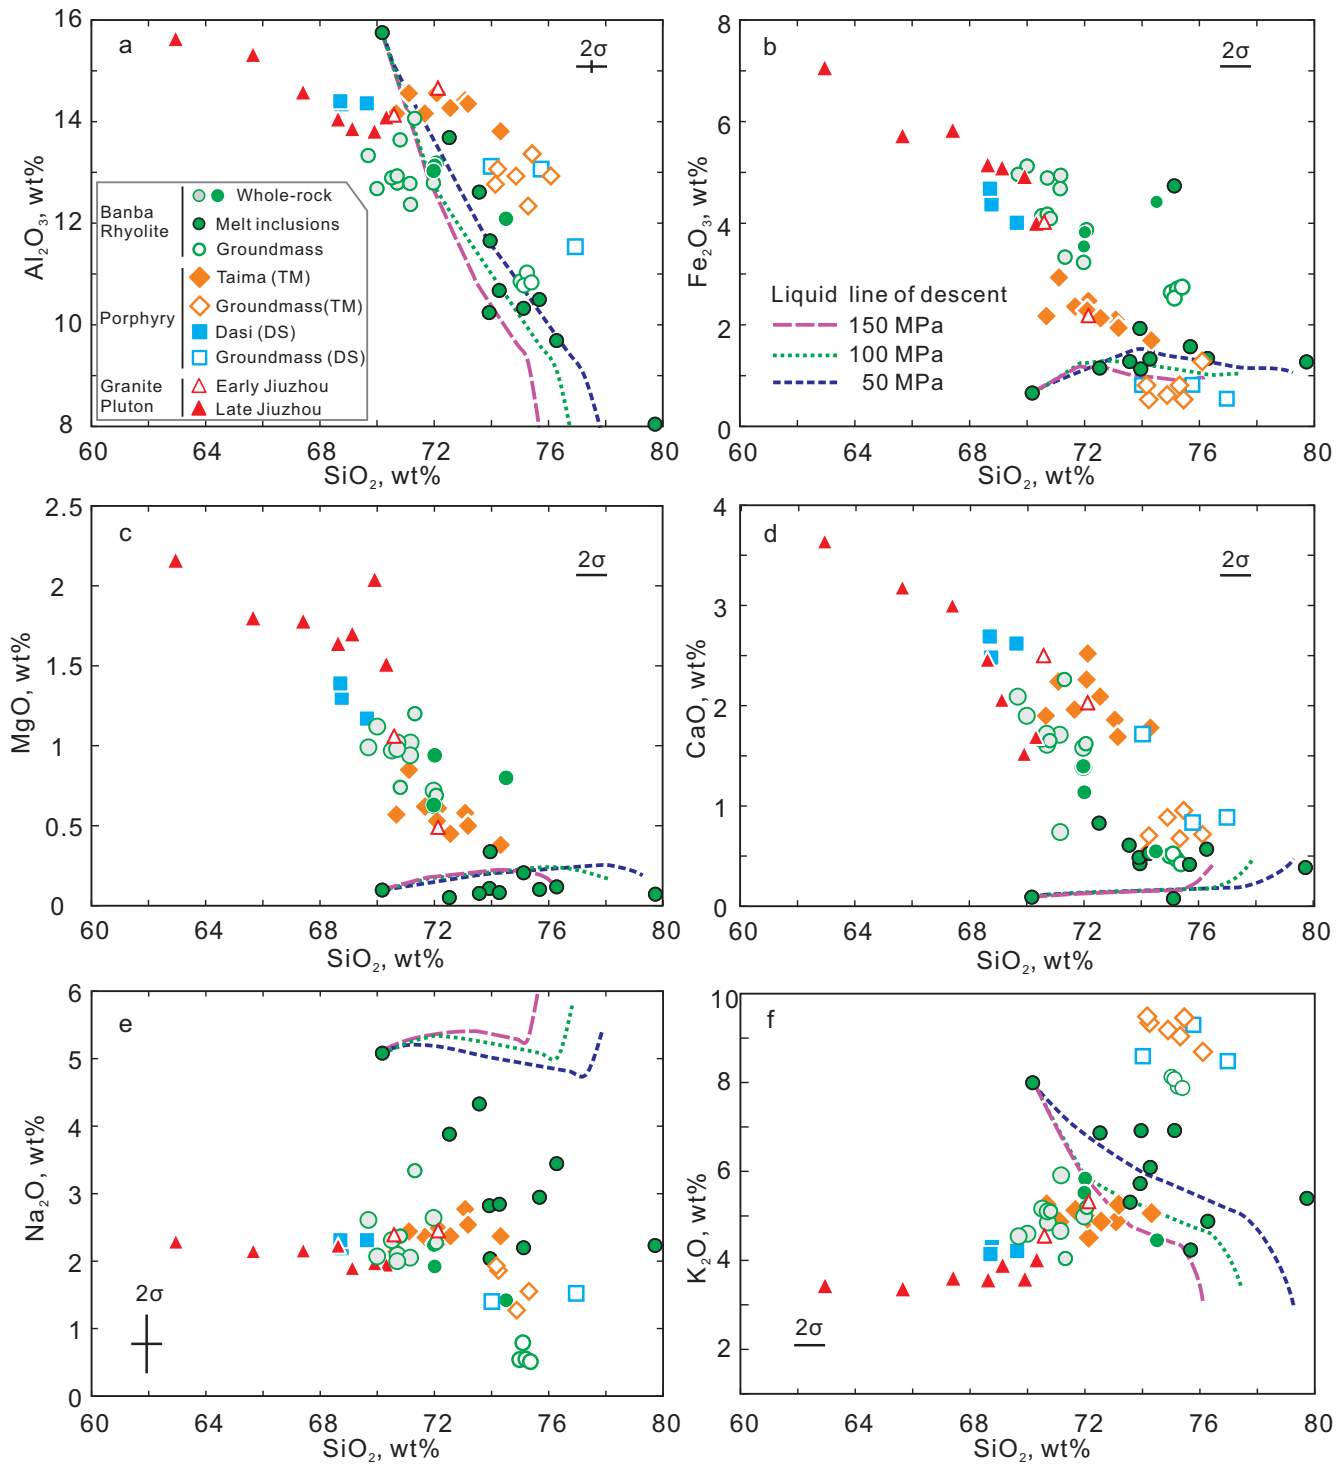 a
2σ
16
14
12
10
8
Al₂O₃, wt%
60
64
68
72
76
80
SiO₂, wt%
Banba
Rhyolite
Whole-rock
Melt inclusions
Groundmass
Porphyry
Taima (TM)
Groundmass(TM)
Dasi (DS)
Groundmass (DS)
Granite
Pluton
Early Jiuzhou
Late Jiuzhou
b
2σ
8
6
4
2
0
Fe₂O₃, wt%
Liquid line of descent
150 MPa
100 MPa
50 MPa
60
64
68
72
76
80
SiO₂, wt%
c
2σ
2.5
2
1.5
1
0.5
0
MgO, wt%
60
64
68
72
76
80
SiO₂, wt%
d
2σ
4
3
2
1
0
CaO, wt%
60
64
68
72
76
80
SiO₂, wt%
e
2σ
6
5
4
3
2
1
0
Na₂O, wt%
60
64
68
72
76
80
SiO₂, wt%
f
2σ
10
8
6
4
2
K₂O, wt%
60
64
68
72
76
80
SiO₂, wt%